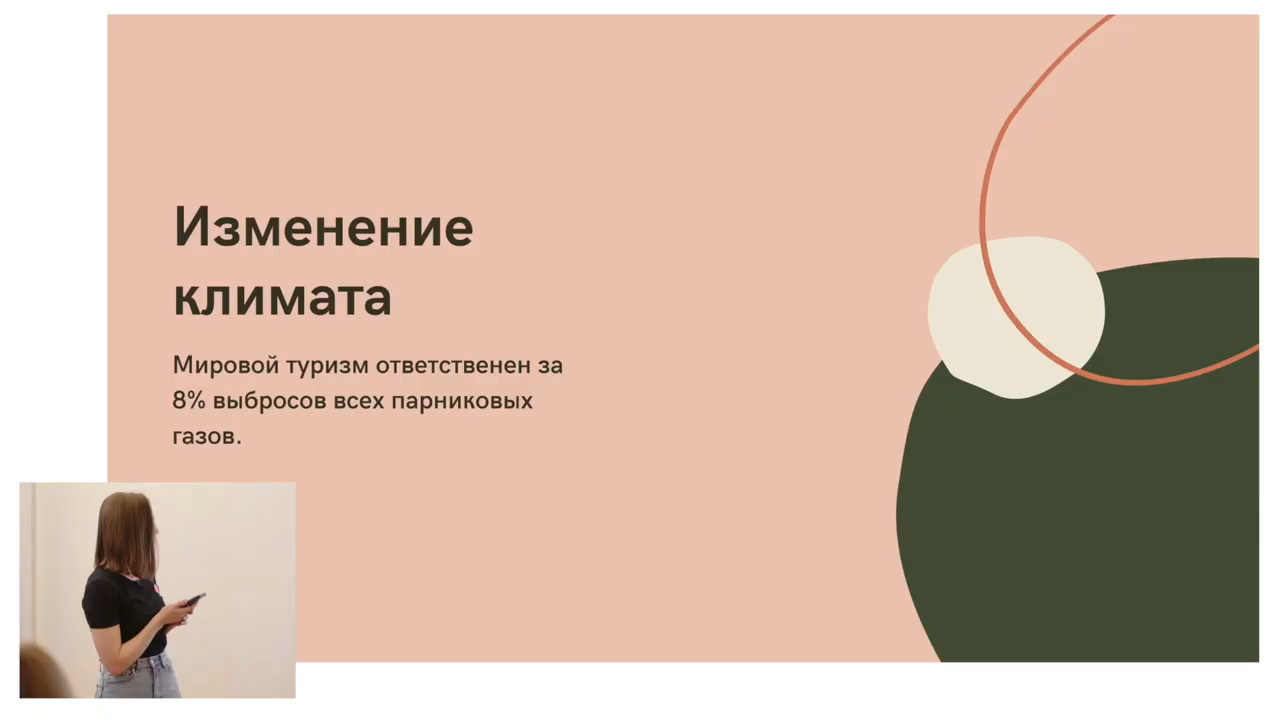 Изменение
климата
Мировой туризм ответственен за
8% выбросов всех парниковых
газов.